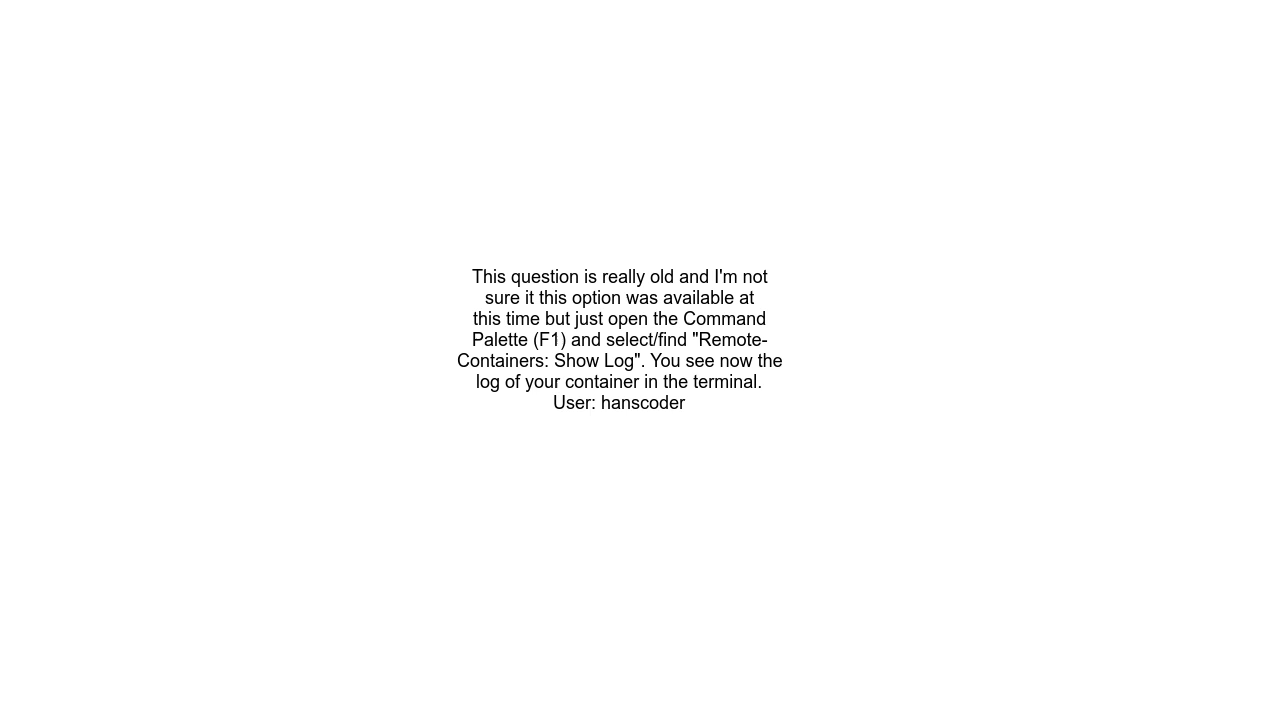 This question is really old and I'm not
sure it this option was available at
this time but just open the Command
Palette (F1) and select/find "Remote-
Containers: Show Log". You see now the
log of your container in the terminal.
User: hanscoder